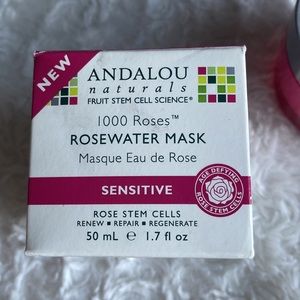 NEW
ANDALOU
naturals
FRUIT STEM CELL SCIENCE®
1000 Roses™
ROSEWATER MASK
Masque Eau de Rose
SENSITIVE
AGE DEFYING
ROSE STEM CELLS
ROSE STEM CELLS
RENEW ■ REPAIR ■ REGENERATE
50 mL ℮ 1.7 fl oz